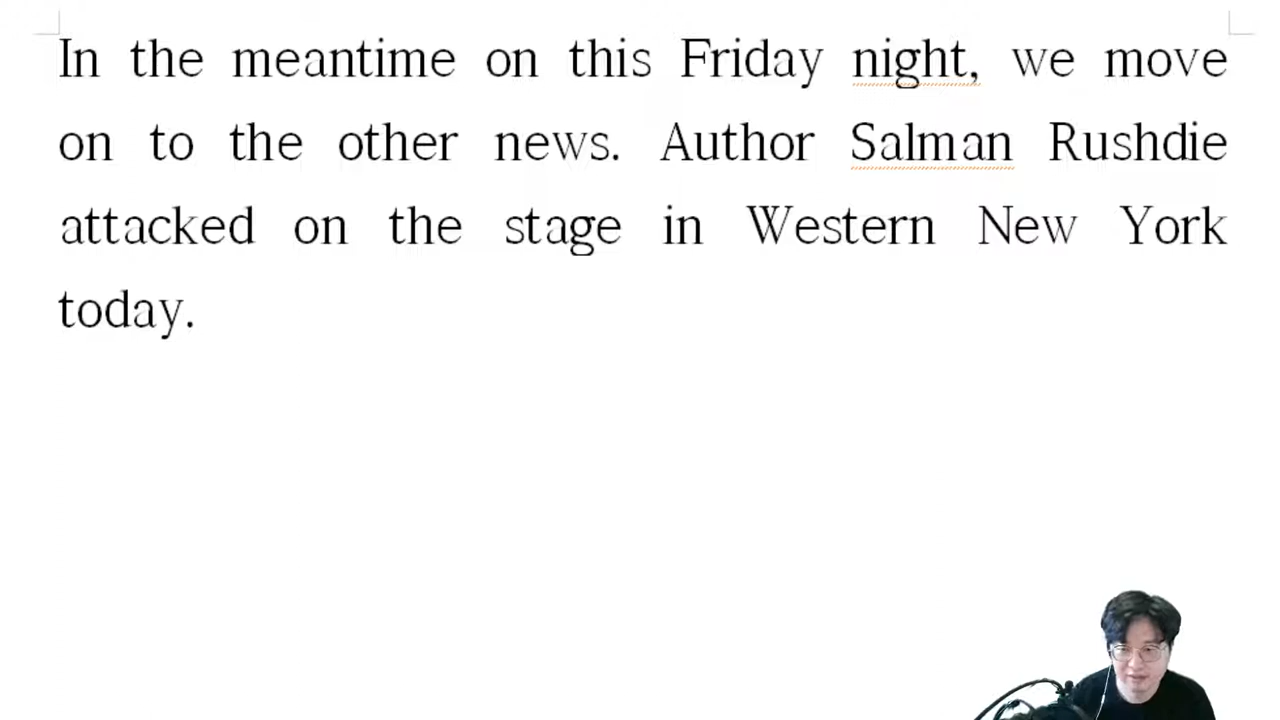 In the meantime on this Friday night, we move
on to the other news. Author Salman Rushdie
attacked on the stage in Western New York
today.